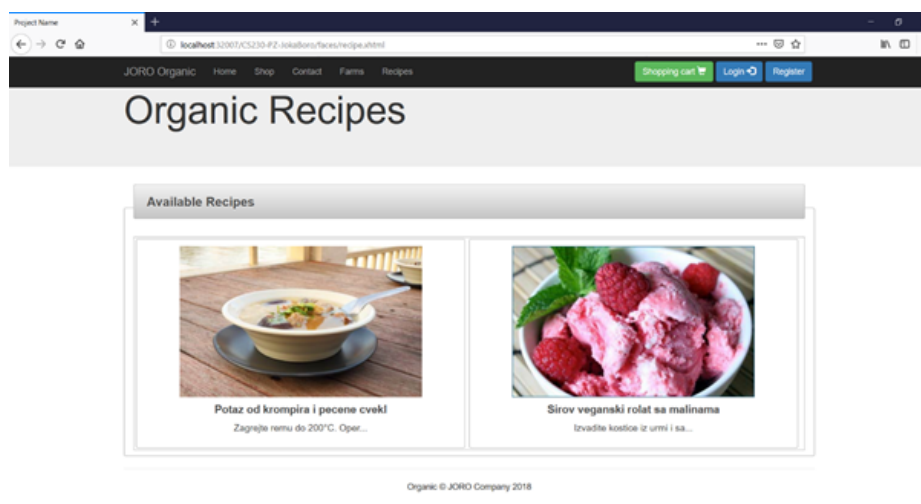 Project Name
localhost:32007/CS230-PZ-JokaBoro/faces/recipe.xhtml
JORO Organic Home Shop Contact Farms Recipes Shopping cart Login Register
Organic Recipes
Available Recipes
Potaz od krompira i pecene cvekl
Zagrejte rernu do 200°C. Oper...
Sirov veganski rolat sa malinama
Izvadite kostice iz urmi i sa...
Organic © JORO Company 2018